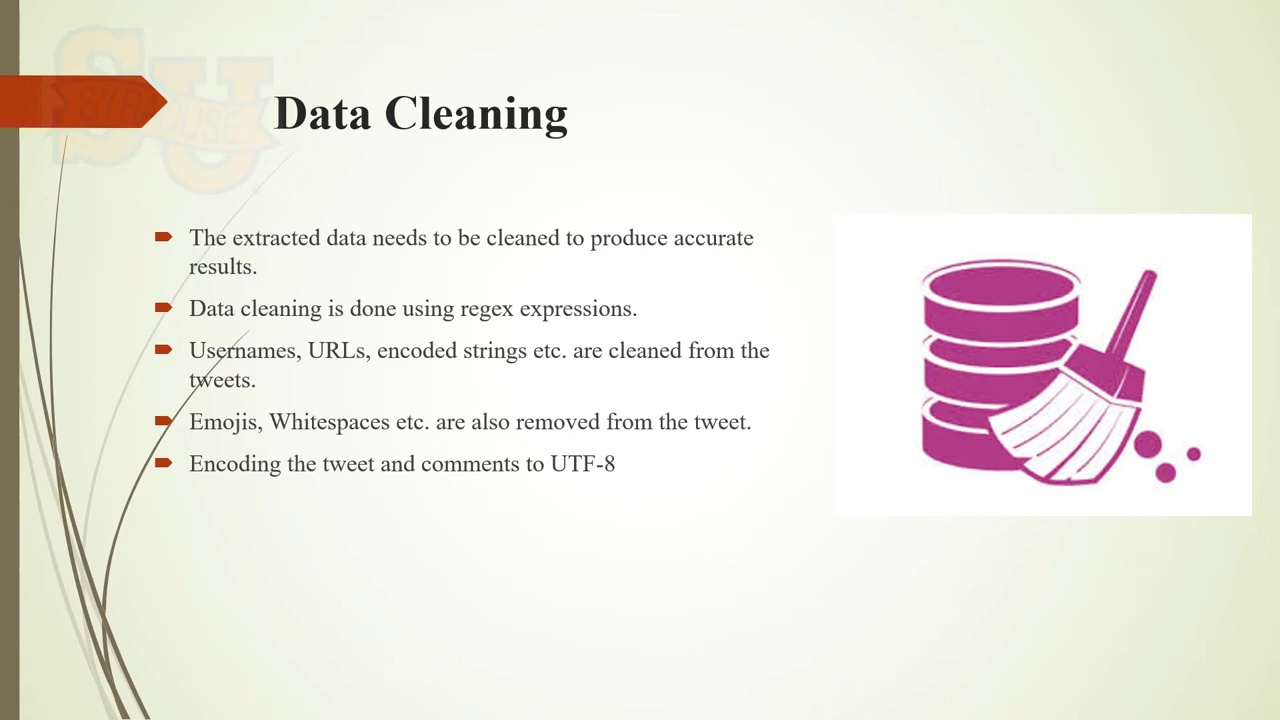 SU
SYRACUSE
Data Cleaning
The extracted data needs to be cleaned to produce accurate
results.
Data cleaning is done using regex expressions.
Usernames, URLs, encoded strings etc. are cleaned from the
tweets.
Emojis, Whitespaces etc. are also removed from the tweet.
Encoding the tweet and comments to UTF-8